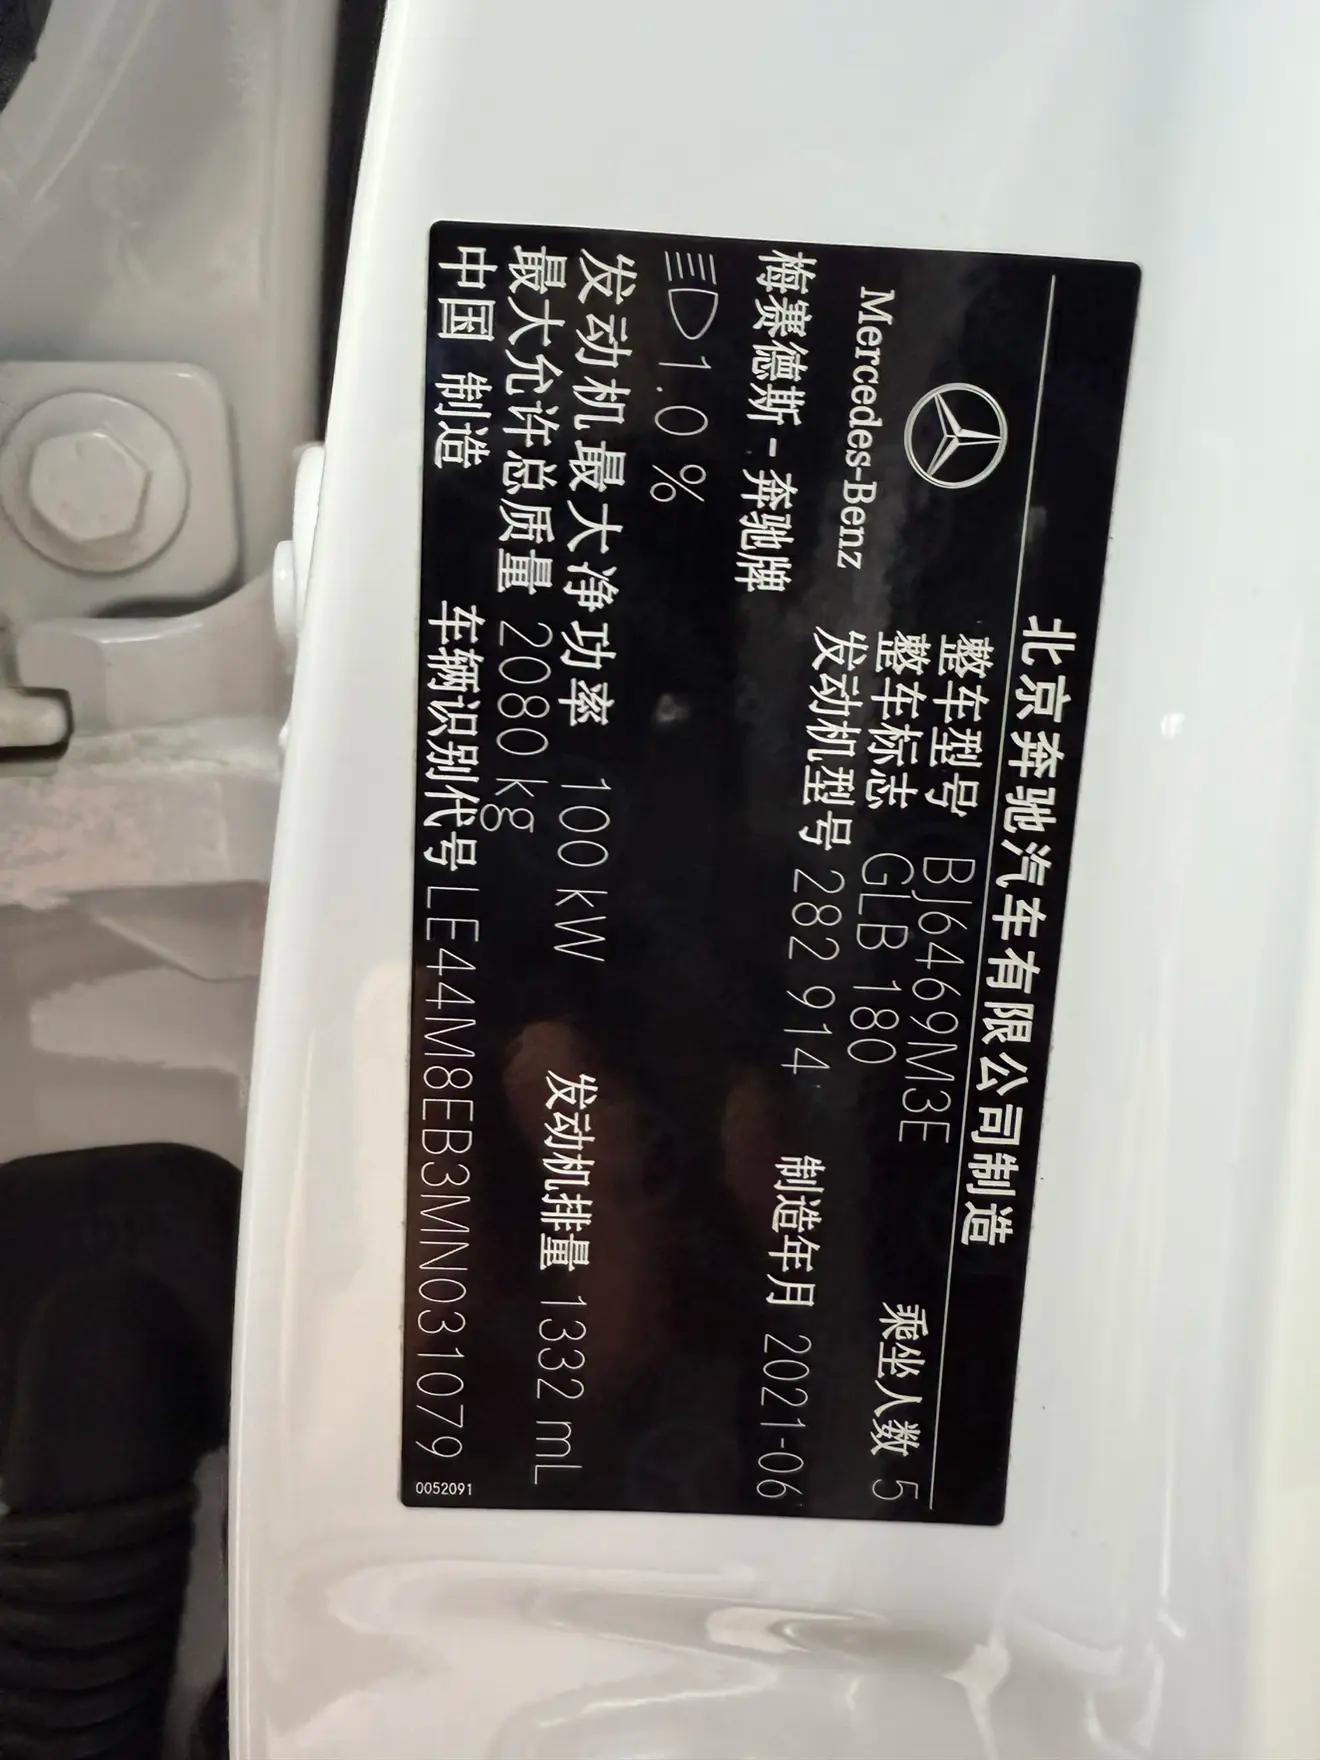 北京奔驰汽车有限公司制造
整车型号 BJ6469M3E
整车标志 GLB 180 乘坐人数 5
Mercedes-Benz
发动机型号 282 914 制造年月 2021-06
梅赛德斯-奔驰牌
1.0%
发动机最大净功率 100 kW 发动机排量 1332 mL
最大允许总质量 2080kg
中国 制造 车辆识别代号 LE44M8EB3MN031079
0052091